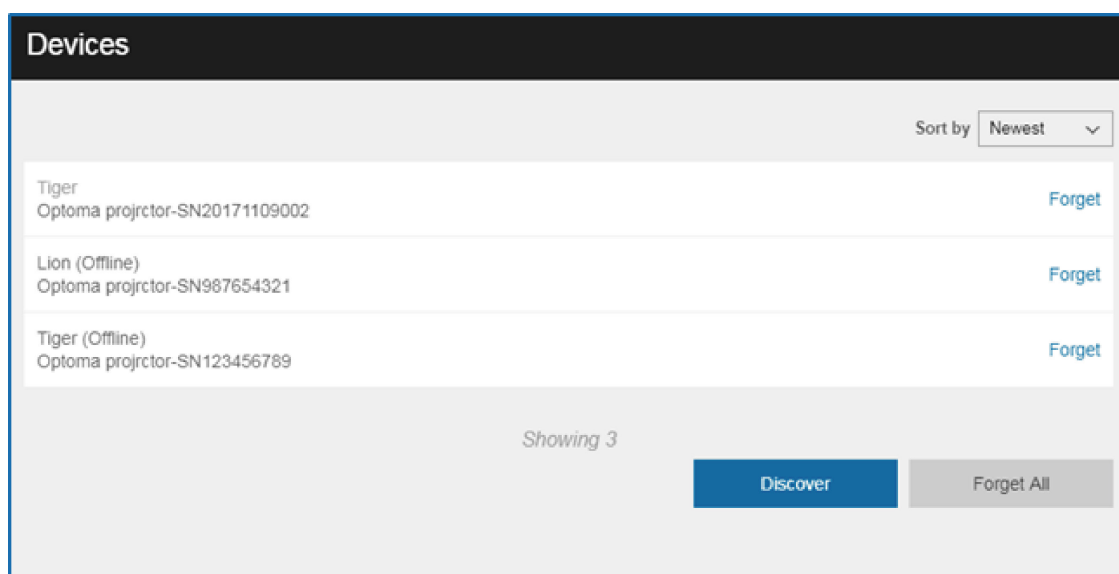 Devices
Sort by Newest
Tiger
Optoma projrctor-SN20171109002
Forget
Lion (Offline)
Optoma projrctor-SN987654321
Forget
Tiger (Offline)
Optoma projrctor-SN123456789
Forget
Showing 3
Discover
Forget All